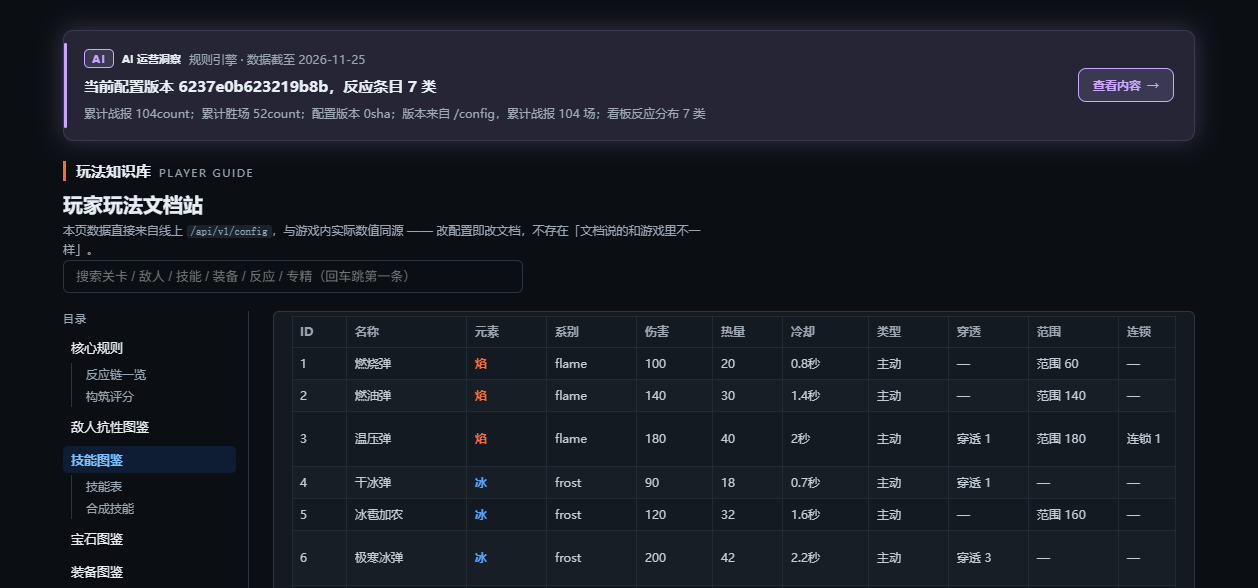 AI AI 运营洞察 规则引擎 · 数据截至 2026-11-25
当前配置版本 6237e0b623219b8b，反应条目 7 类
累计战报 104count；累计胜场 52count；配置版本 0sha；版本来自 /config，累计战报 104 场；看板反应分布 7 类
查看内容 →
玩法知识库 PLAYER GUIDE
玩家玩法文档站
本页数据直接来自线上 /api/v1/config，与游戏内实际数值同源 —— 改配置即改文档，不存在「文档说的和游戏里不一
样」。
搜索关卡 / 敌人 / 技能 / 装备 / 反应 / 专精（回车跳第一条）
目录
核心规则
反应链一览
构筑评分
敌人抗性图鉴
技能图鉴
技能表
合成技能
宝石图鉴
装备图鉴
ID 名称 元素 系别 伤害 热量 冷却 类型 穿透 范围 连锁
1 燃烧弹 焰 flame 100 20 0.8秒 主动 — 范围 60 —
2 燃油弹 焰 flame 140 30 1.4秒 主动 — 范围 140 —
3 温压弹 焰 flame 180 40 2秒 主动 穿透 1 范围 180 连锁 1
4 干冰弹 冰 frost 90 18 0.7秒 主动 穿透 1 — —
5 冰雹加农 冰 frost 120 32 1.6秒 主动 — 范围 160 —
6 极寒冰弹 冰 frost 200 42 2.2秒 主动 穿透 3 — —